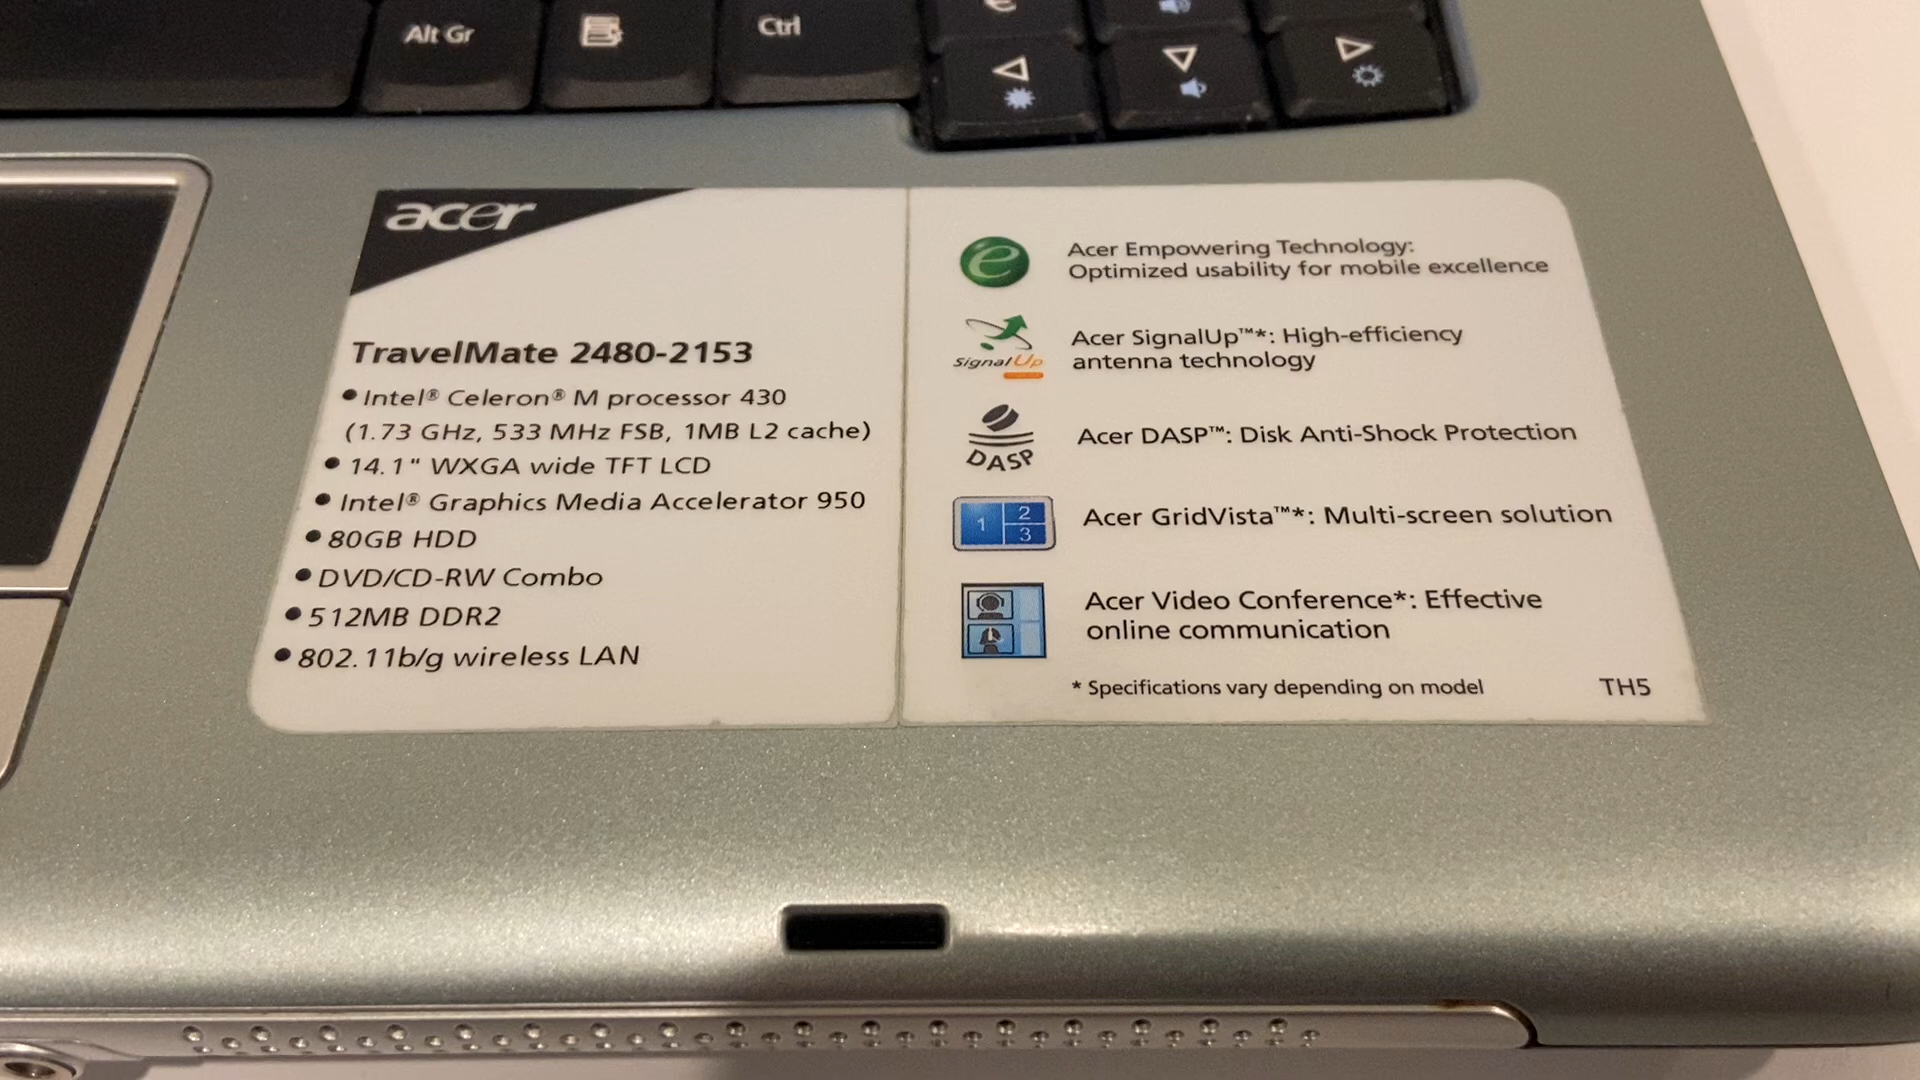 Alt Gr
Ctrl
acer
TravelMate 2480-2153
• Intel® Celeron® M processor 430
(1.73 GHz, 533 MHz FSB, 1MB L2 cache)
• 14.1" WXGA wide TFT LCD
• Intel® Graphics Media Accelerator 950
• 80GB HDD
• DVD/CD-RW Combo
• 512MB DDR2
• 802.11b/g wireless LAN
e
Acer Empowering Technology:
Optimized usability for mobile excellence
SignalUp
Acer SignalUp™*: High-efficiency
antenna technology
DASP
Acer DASP™: Disk Anti-Shock Protection
1
2
3
Acer GridVista™*: Multi-screen solution
Acer Video Conference*: Effective
online communication
* Specifications vary depending on model
TH5